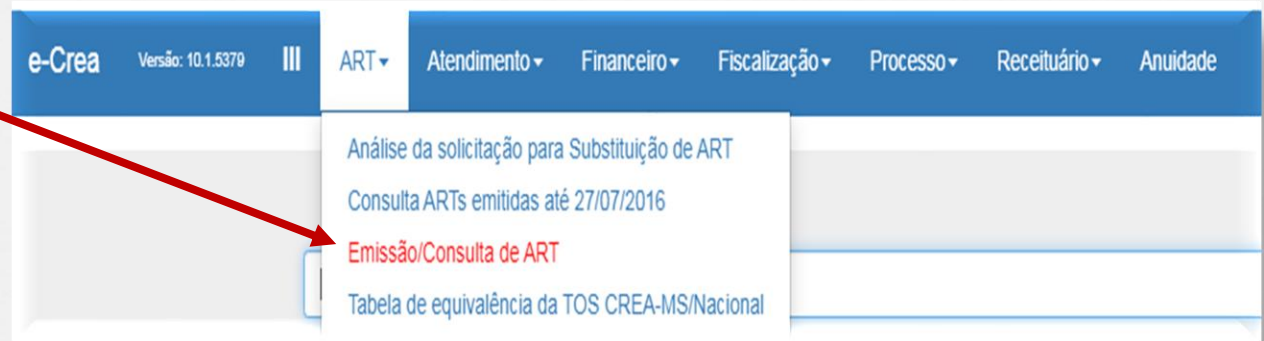 e-Crea Versão: 10.1.5379 ART Atendimento Financeiro Fiscalização Processo Receituário Anuidade
Análise da solicitação para Substituição de ART
Consulta ARTs emitidas até 27/07/2016
Emissão/Consulta de ART
Tabela de equivalência da TOS CREA-MS/Nacional